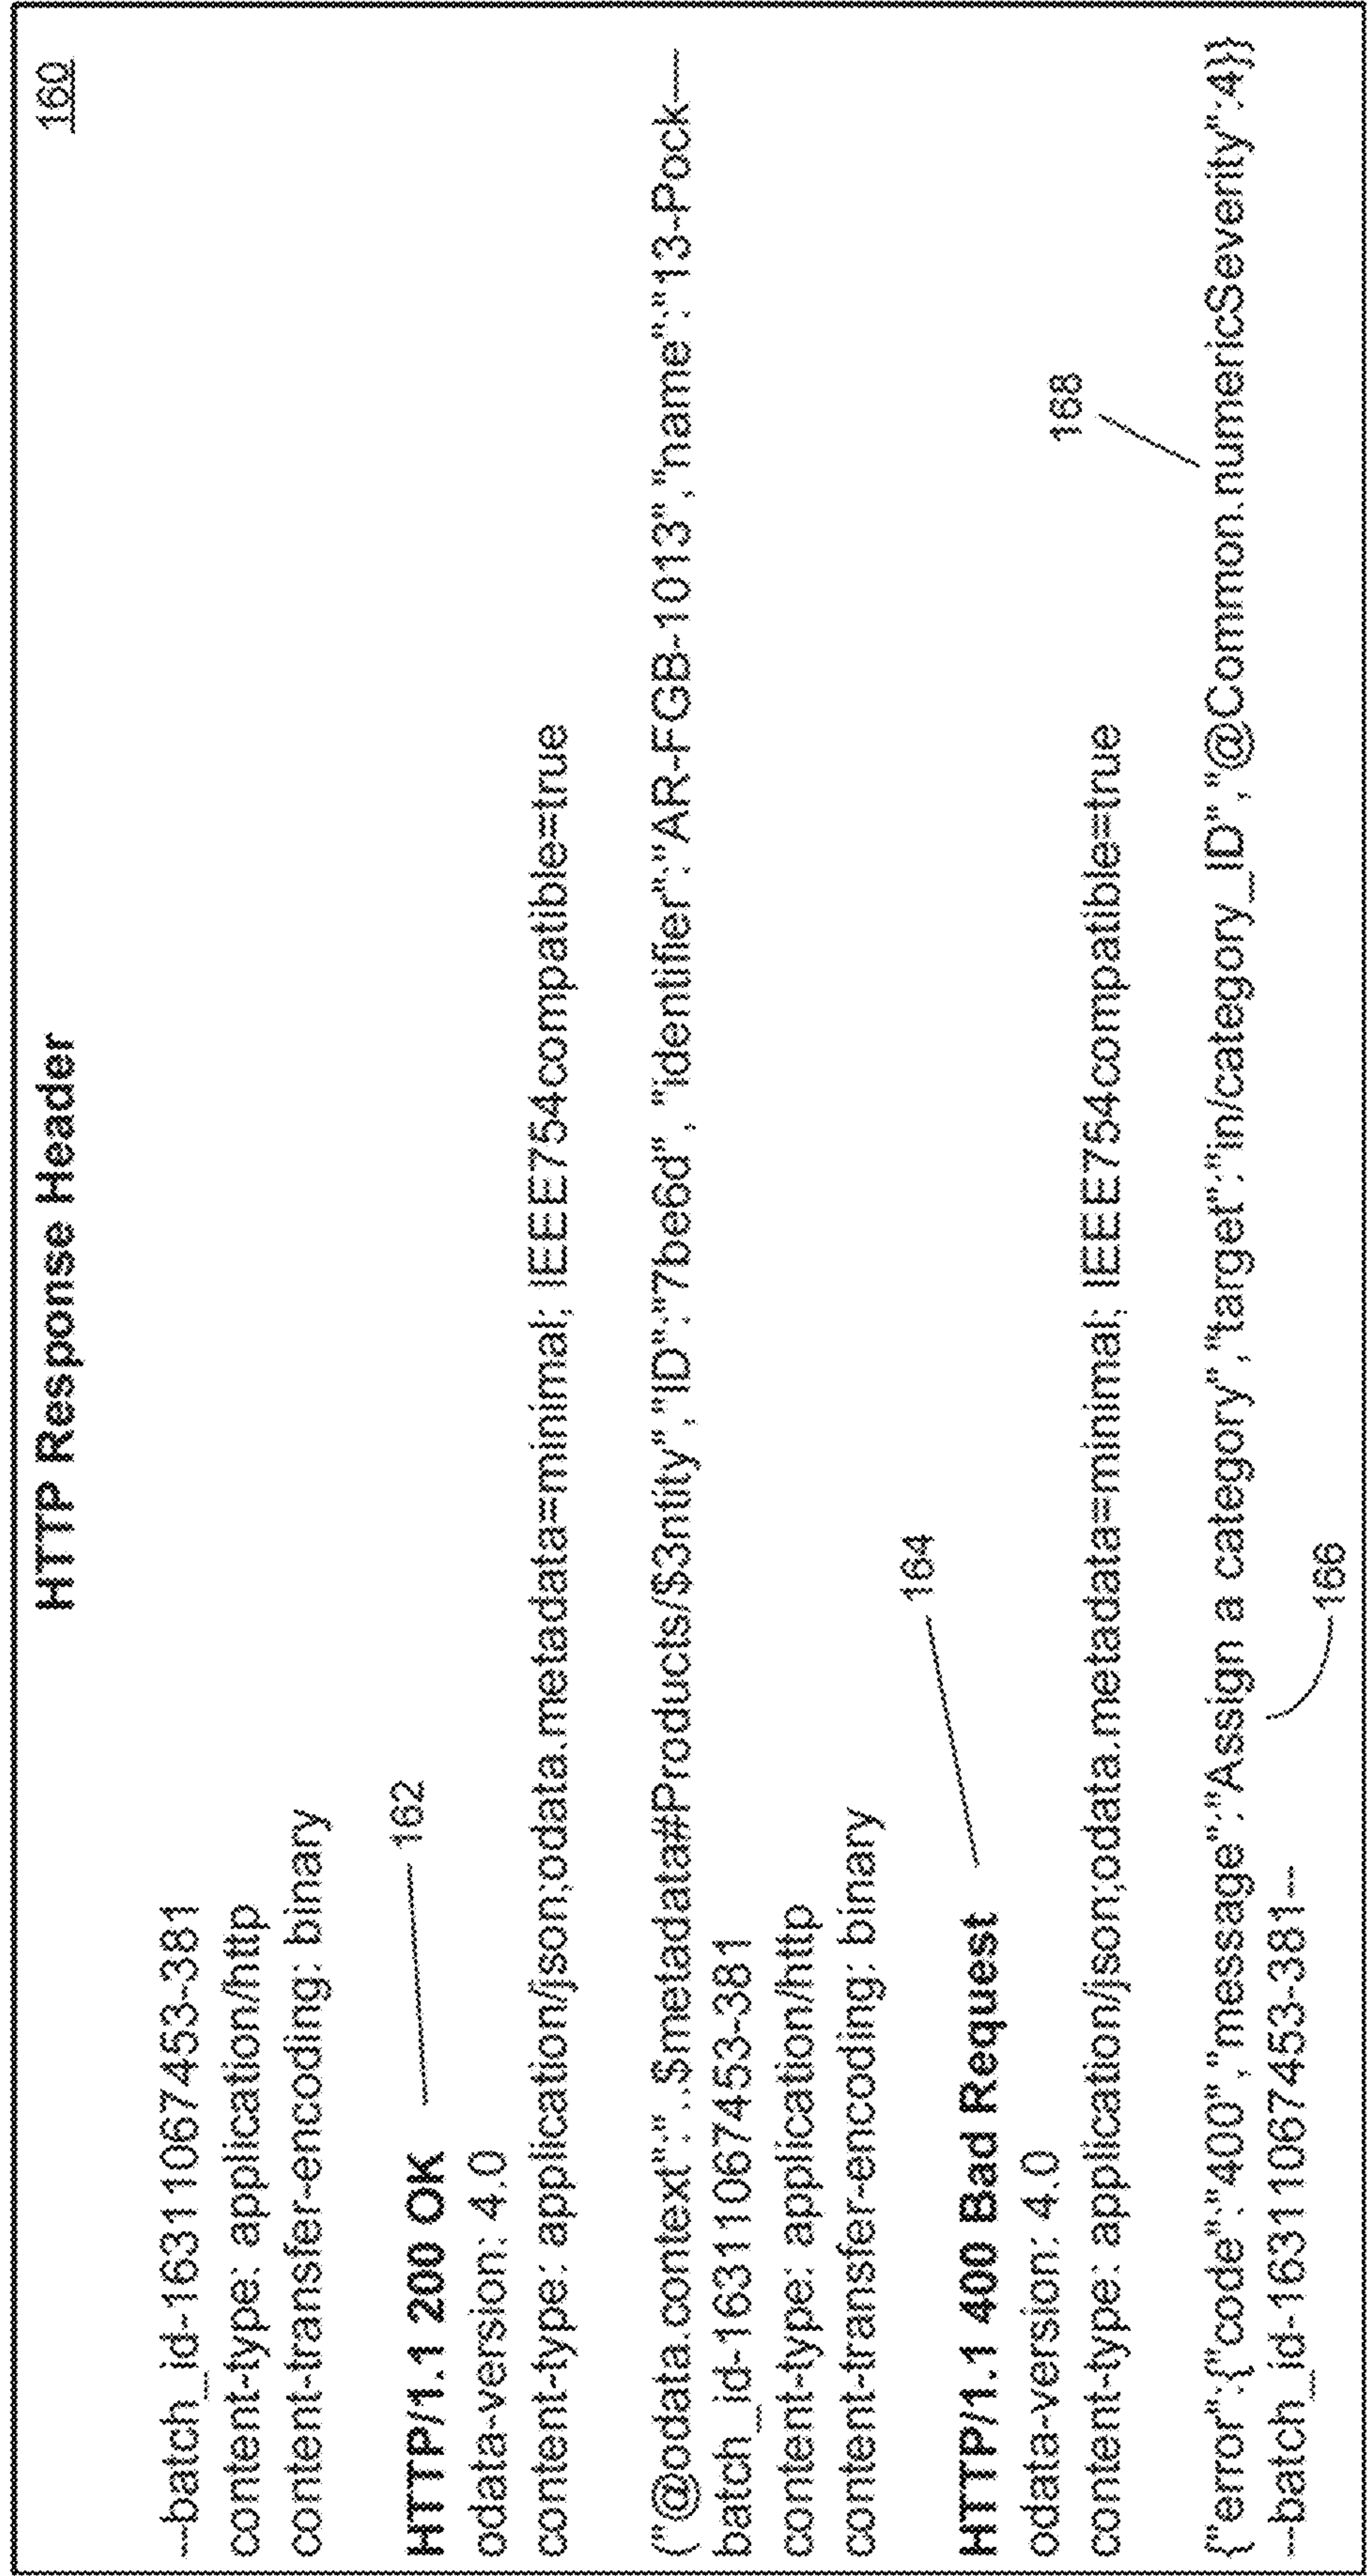 HTTP Response Header
160
--batch_id-16311067453-381
content-type: application/http
content-transfer-encoding: binary
HTTP/1.1 200 OK
162
odata-version: 4.0
content-type: application/json;odata.metadata=minimal; IEEE754compatible=true
("@odata.context":"..$metadata#Products/$3ntity","ID":"7be6d", "identifier":"AR-FGB-1013","name":"13-Pock----
batch_id-16311067453-381
content-type: application/http
content-transfer-encoding: binary
164
HTTP/1.1 400 Bad Request
odata-version: 4.0
content-type: application/json;odata.metadata=minimal; IEEE754compatible=true
168
{"error":{"code":"400","message":"Assign a category","target":"in/category_ID","@Common.numericSeverity":4}}
--batch_id-16311067453-381--
166